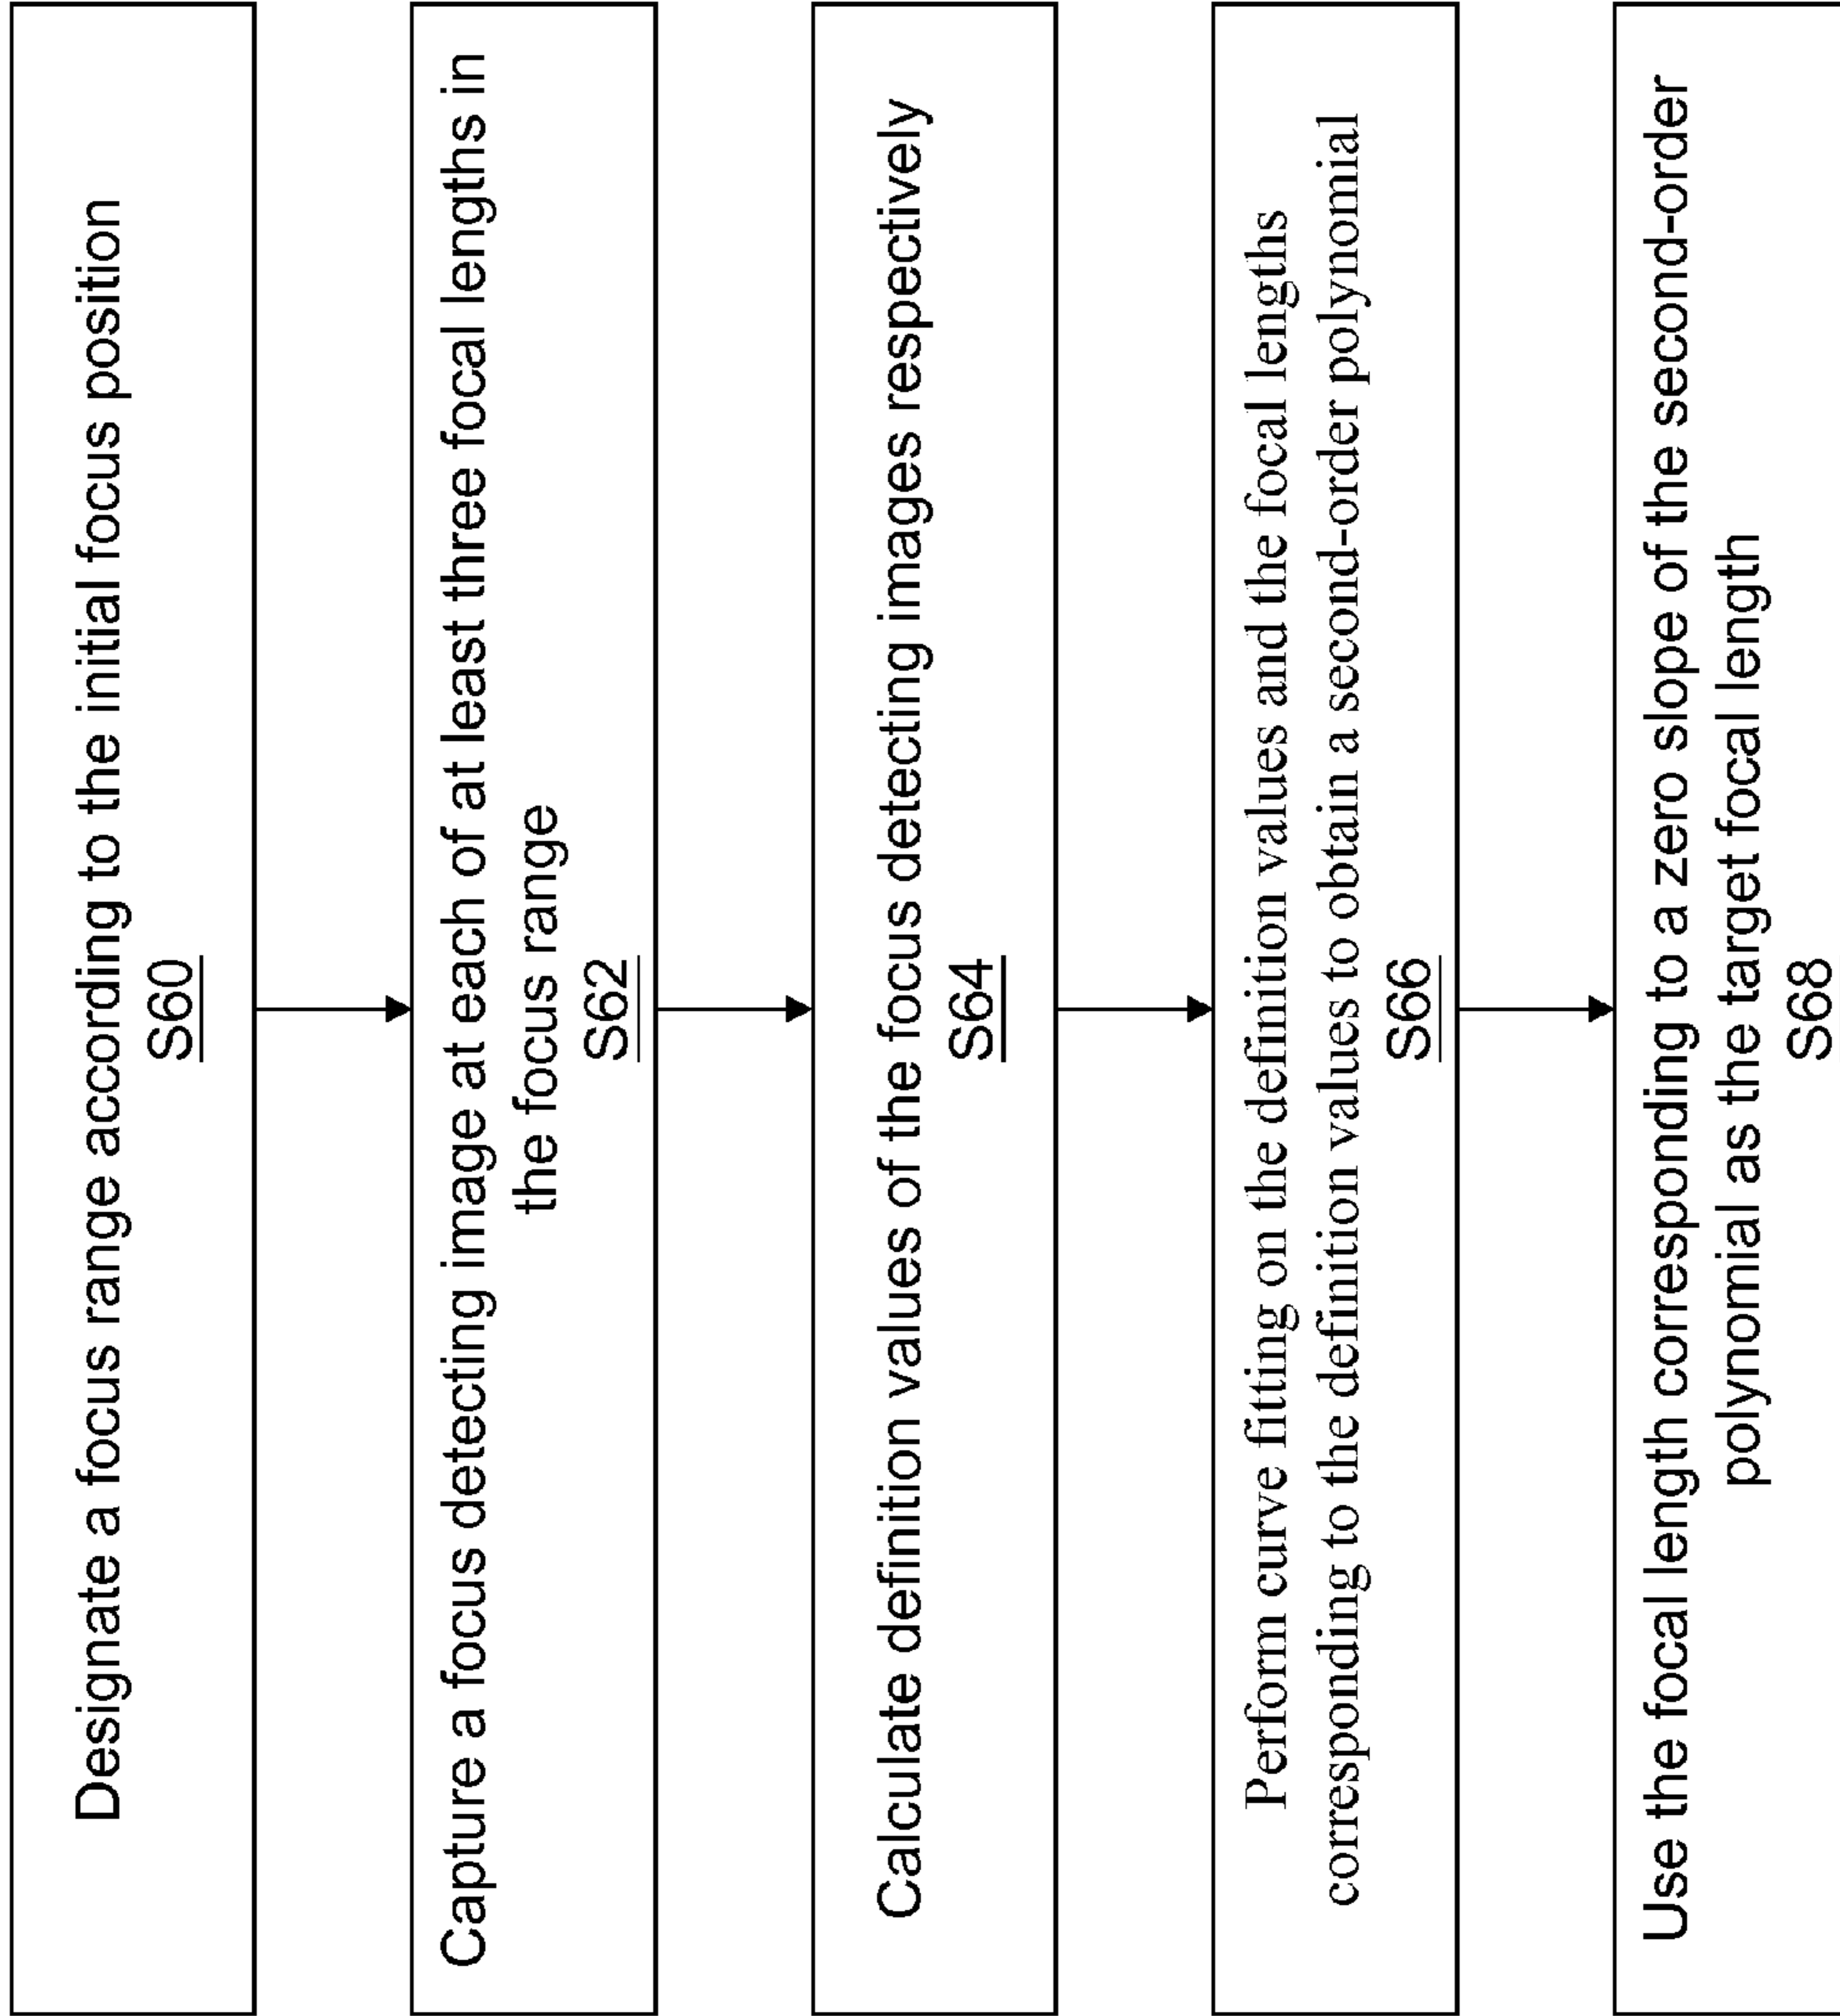 Designate a focus range according to the initial focus position
S60
Capture a focus detecting image at each of at least three focal lengths in
the focus range
S62
Calculate definition values of the focus detecting images respectively
S64
Perform curve fitting on the definition values and the focal lengths
corresponding to the definition values to obtain a second-order polynomial
S66
Use the focal length corresponding to a zero slope of the second-order
polynomial as the target focal length
S68